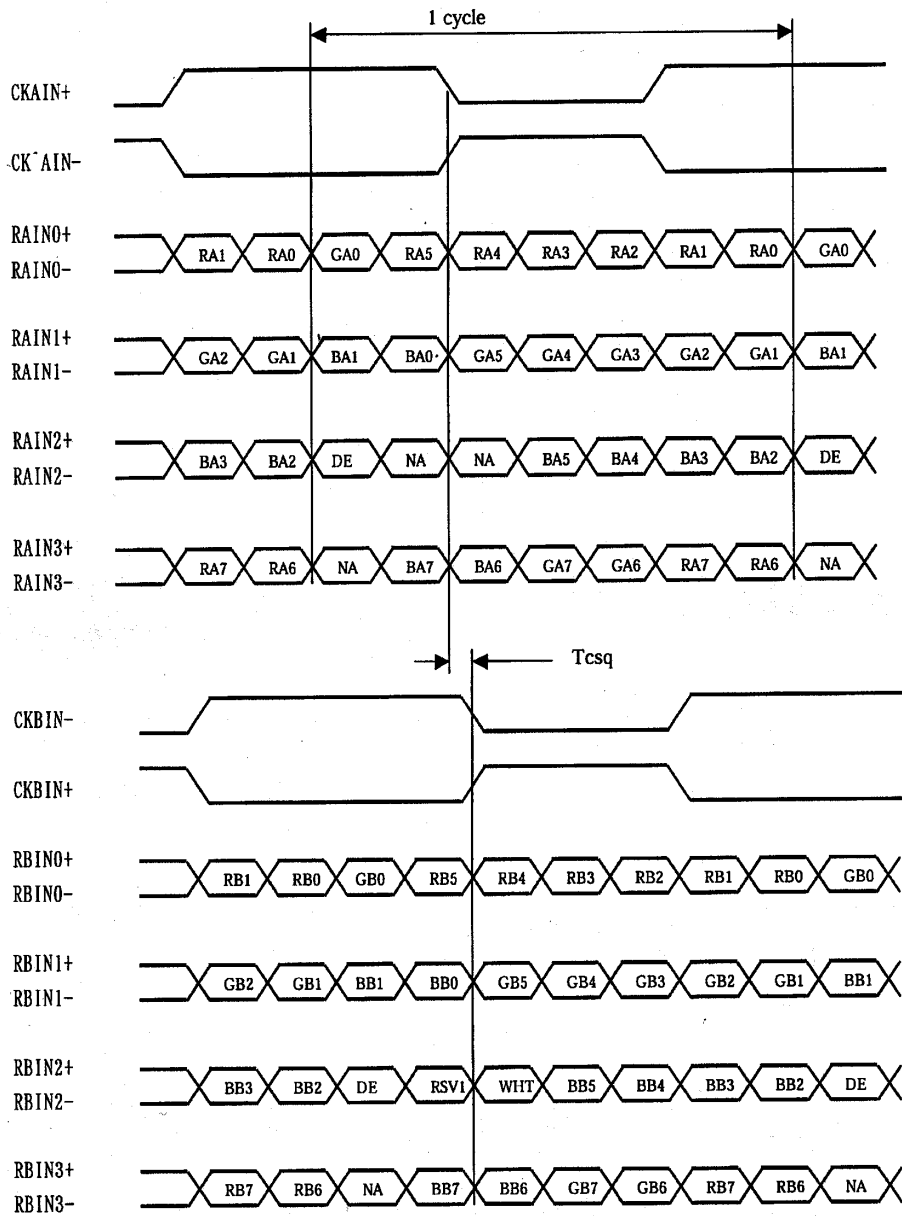 1 cycle
CKAIN+
CK AIN-
RAIN0+
RAIN0-
RA1 RA0 GA0 RA5 RA4 RA3 RA2 RA1 RA0 GA0
RAIN1+
RAIN1-
GA2 GA1 BA1 BA0 GA5 GA4 GA3 GA2 GA1 BA1
RAIN2+
RAIN2-
BA3 BA2 DE NA NA BA5 BA4 BA3 BA2 DE
RAIN3+
RAIN3-
RA7 RA6 NA BA7 BA6 GA7 GA6 RA7 RA6 NA
Tcsq
CKBIN-
CKBIN+
RBIN0+
RBIN0-
RB1 RB0 GB0 RB5 RB4 RB3 RB2 RB1 RB0 GB0
RBIN1+
RBIN1-
GB2 GB1 BB1 BB0 GB5 GB4 GB3 GB2 GB1 BB1
RBIN2+
RBIN2-
BB3 BB2 DE RSV1 WHT BB5 BB4 BB3 BB2 DE
RBIN3+
RBIN3-
RB7 RB6 NA BB7 BB6 GB7 GB6 RB7 RB6 NA